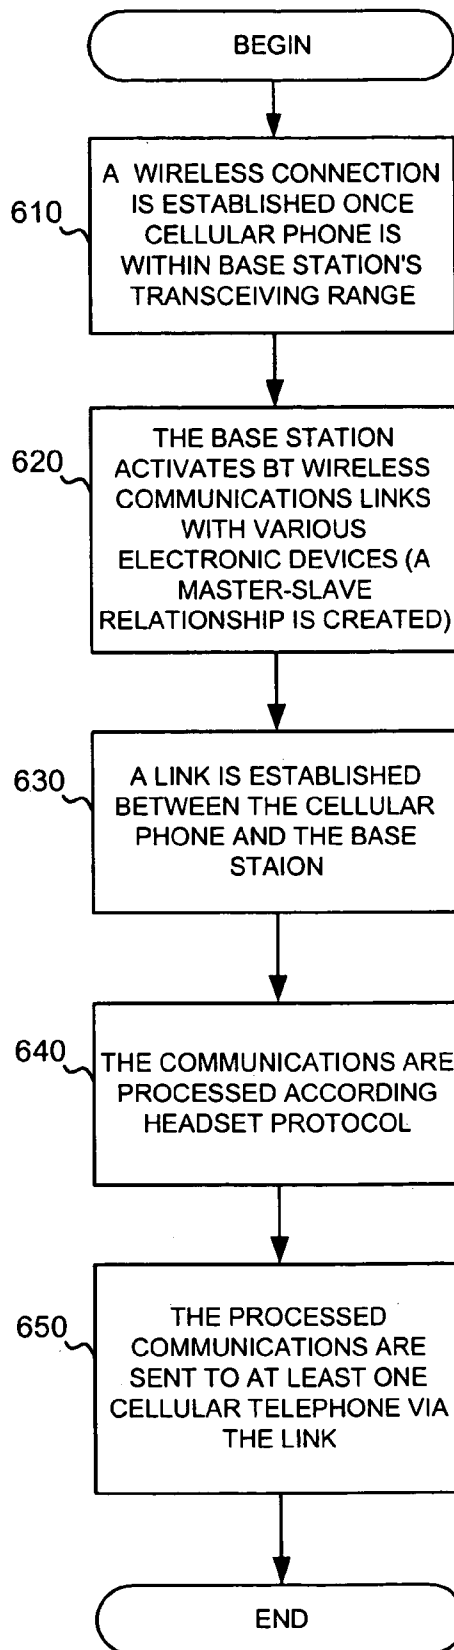 BEGIN
610
A WIRELESS CONNECTION
IS ESTABLISHED ONCE
CELLULAR PHONE IS
WITHIN BASE STATION'S
TRANSCEIVING RANGE
620
THE BASE STATION
ACTIVATES BT WIRELESS
COMMUNICATIONS LINKS
WITH VARIOUS
ELECTRONIC DEVICES (A
MASTER-SLAVE
RELATIONSHIP IS CREATED)
630
A LINK IS ESTABLISHED
BETWEEN THE CELLULAR
PHONE AND THE BASE
STAION
640
THE COMMUNICATIONS ARE
PROCESSED ACCORDING
HEADSET PROTOCOL
650
THE PROCESSED
COMMUNICATIONS ARE
SENT TO AT LEAST ONE
CELLULAR TELEPHONE VIA
THE LINK
END